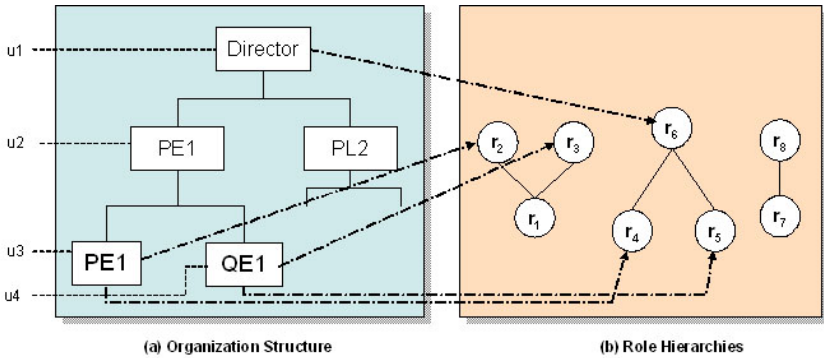 u1
Director
u2
PE1
PL2
u3
PE1
QE1
u4
r2
r3
r1
r6
r4
r5
r8
r7
(a) Organization Structure
(b) Role Hierarchies